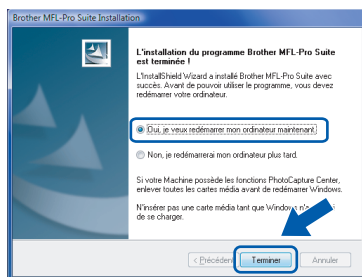 Brother MFL-Pro Suite Installation
L'installation du programme Brother MFL-Pro Suite
est terminée !
L'InstallShield Wizard a installé Brother MFL-Pro Suite avec
succès. Avant de pouvoir utiliser le programme, vous devez
redémarrer votre ordinateur.
Oui, je veux redémarrer mon ordinateur maintenant.
Non, je redémarrerai mon ordinateur plus tard.
Si votre Machine possède les fonctions PhotoCapture Center,
enlever toutes les cartes média avant de redémarrer Windows.
N'insérer pas une carte média tant que Windows
de se charger.
< Précédent
Terminer
Annuler